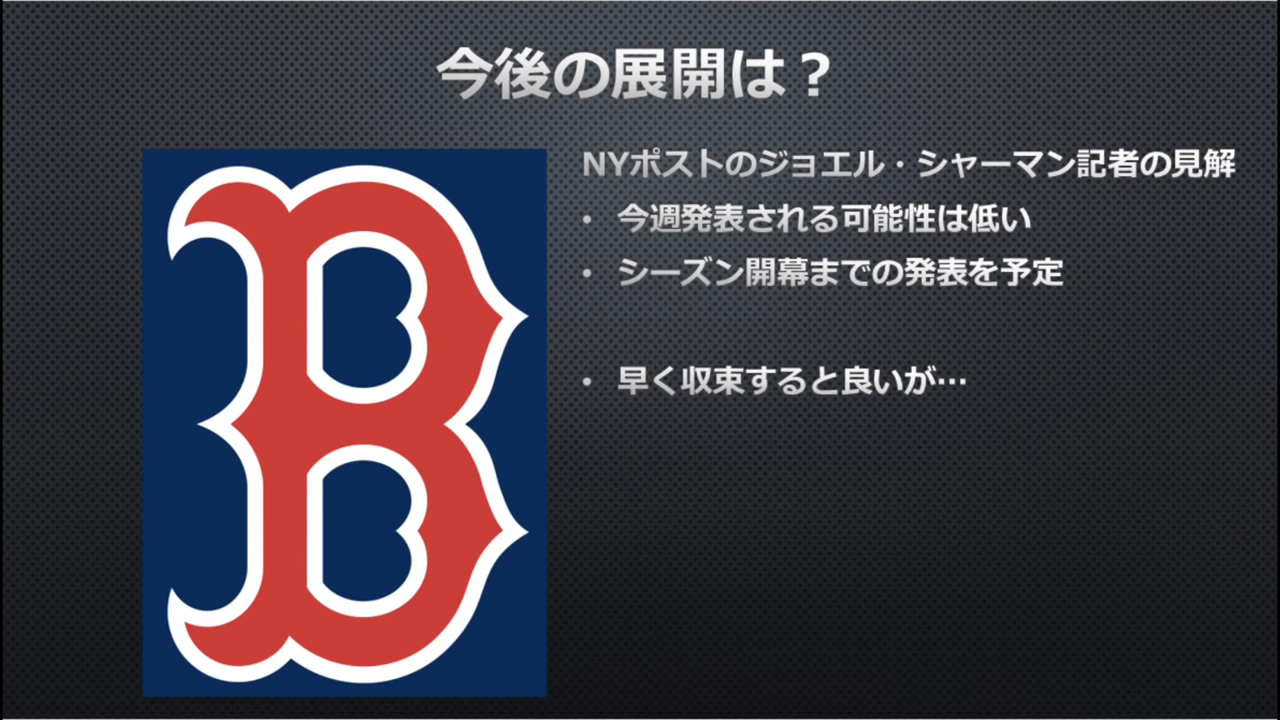 今後の展開は？
B
NYポストのジョエル・シャーマン記者の見解
• 今週発表される可能性は低い
• シーズン開幕までの発表を予定
• 早く収束すると良いが…